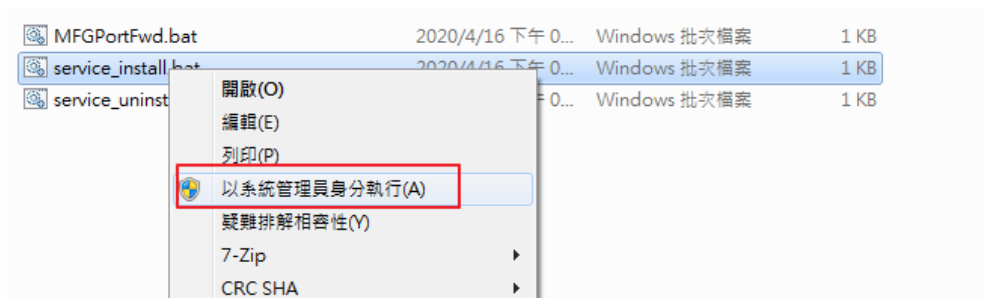 MFGPortFwd.bat 2020/4/16 下午 0... Windows 批次檔案 1 KB
service_install.bat 2020/4/16 下午 0... Windows 批次檔案 1 KB
service_uninst 0... Windows 批次檔案 1 KB
開啟(O)
編輯(E)
列印(P)
以系統管理員身分執行(A)
疑難排解相容性(Y)
7-Zip
CRC SHA